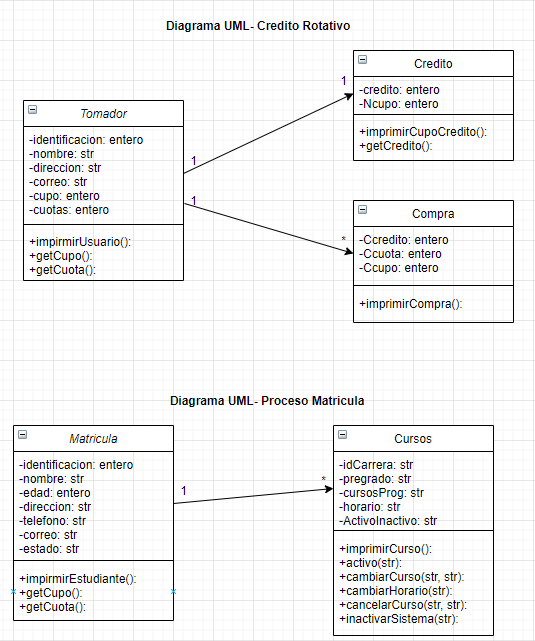 Diagrama UML- Credito Rotativo
Credito
-credito: entero
-Ncupo: entero
+imprimirCupoCredito():
+getCredito():
1
Tomador
-identificacion: entero
-nombre: str
-direccion: str
-correo: str
-cupo: entero
-cuotas: entero
+impirmirUsuario():
+getCupo():
+getCuota():
1
1
*
Compra
-Ccredito: entero
-Ccuota: entero
-Ccupo: entero
+imprimirCompra():
Diagrama UML- Proceso Matricula
Matricula
-identificacion: entero
-nombre: str
-edad: entero
-direccion: str
-telefono: str
-correo: str
-estado: str
+impirmirEstudiante():
+getCupo():
+getCuota():
1
*
Cursos
-idCarrera: str
-pregrado: str
-cursosProg: str
-horario: str
-ActivoInactivo: str
+imprimirCurso():
+activo(str):
+cambiarCurso(str, str):
+cambiarHorario(str):
+cancelarCurso(str, str):
+inactivarSistema(str):